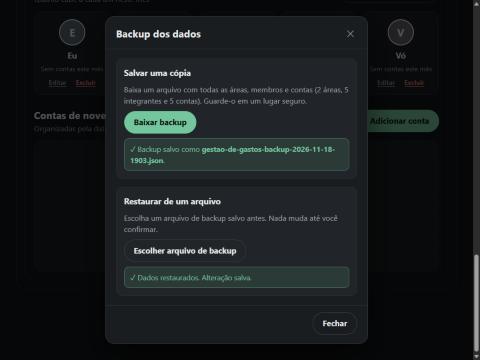 Backup dos dados
Salvar uma cópia
Baixa um arquivo com todas as áreas, membros e contas (2 áreas, 5
integrantes e 5 contas). Guarde-o em um lugar seguro.
Baixar backup
✓ Backup salvo como gestao-de-gastos-backup-2026-11-18-
1903.json.
Restaurar de um arquivo
Escolha um arquivo de backup salvo antes. Nada muda até você
confirmar.
Escolher arquivo de backup
✓ Dados restaurados. Alteração salva.
Fechar
E
Eu
Sem contas este mês
Editar Excluir
V
Vó
Sem contas este mês
Editar Excluir
Contas de nove
Organizadas pela dat
Adicionar conta